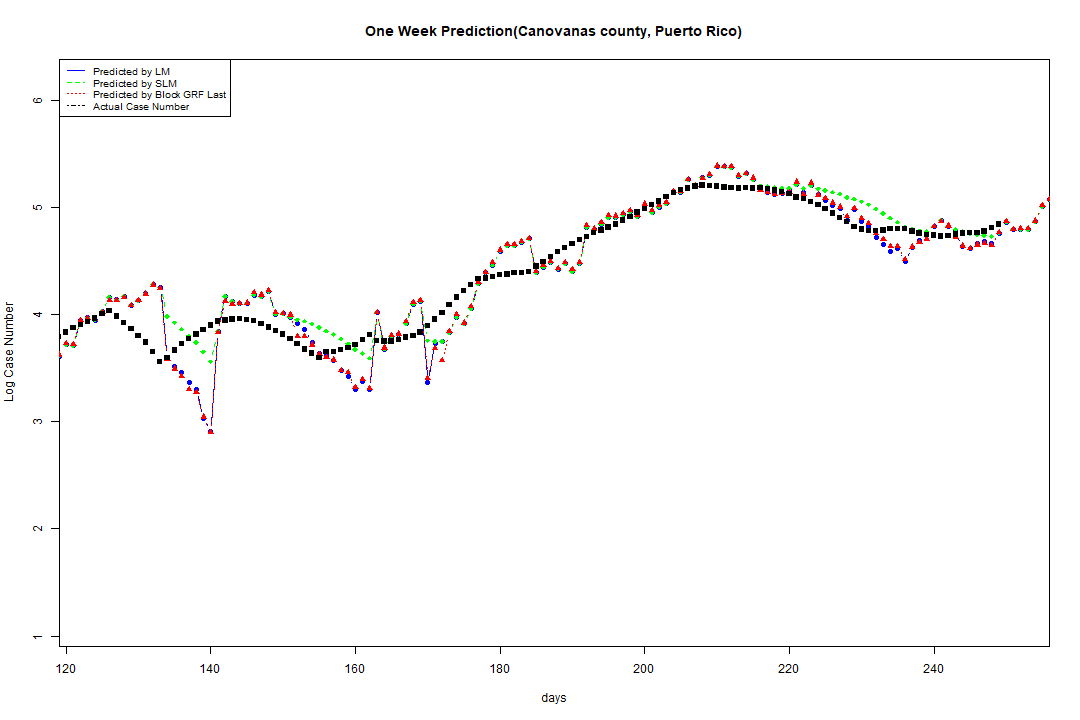 One Week Prediction(Canovanas county, Puerto Rico)
Predicted by LM
Predicted by SLM
Predicted by Block GRF Last
Actual Case Number
6
5
4
3
2
1
Log Case Number
120 140 160 180 200 220 240
days